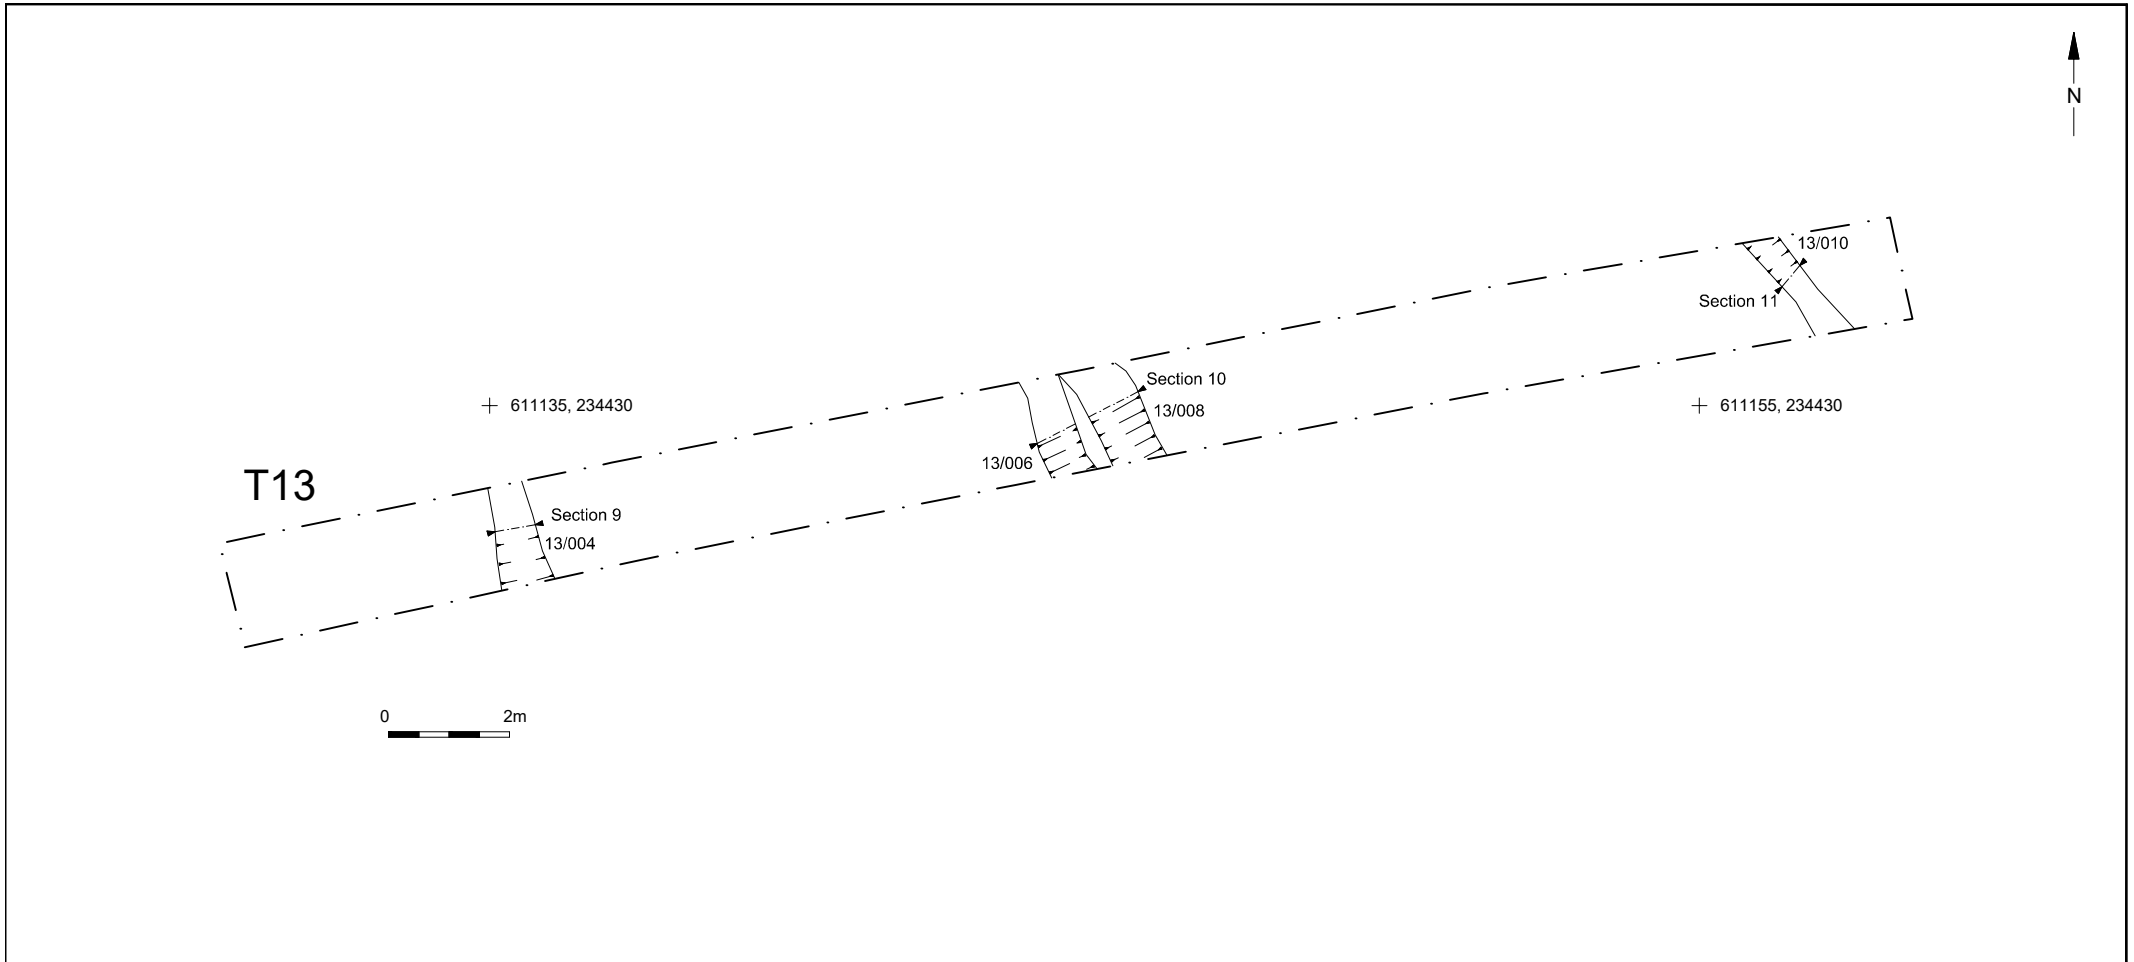 N
13/010
Section 11
Section 10
611135, 234430
13/008
611155, 234430
13/006
T13
Section 9
13/004
0 2m